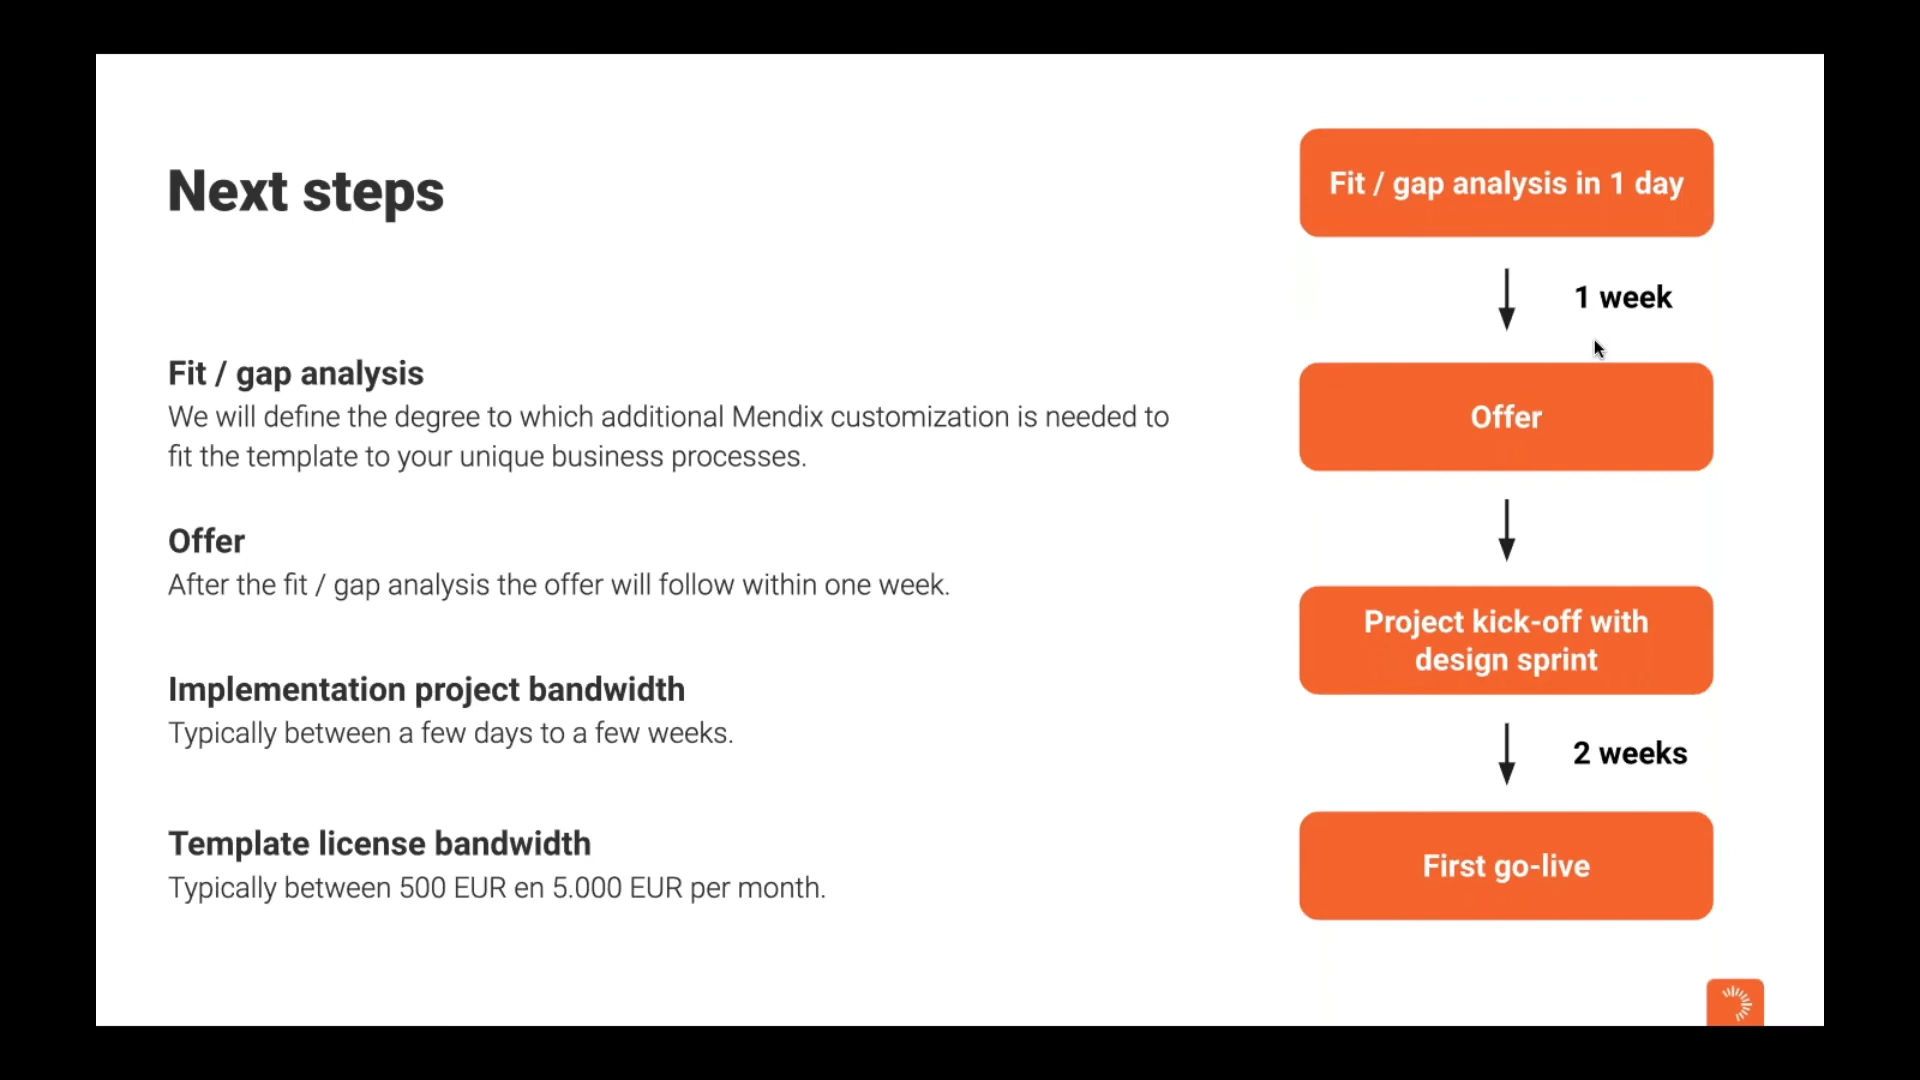 Next steps
Fit / gap analysis
We will define the degree to which additional Mendix customization is needed to
fit the template to your unique business processes.
Offer
After the fit / gap analysis the offer will follow within one week.
Implementation project bandwidth
Typically between a few days to a few weeks.
Template license bandwidth
Typically between 500 EUR en 5.000 EUR per month.
Fit / gap analysis in 1 day
1 week
Offer
Project kick-off with
design sprint
2 weeks
First go-live